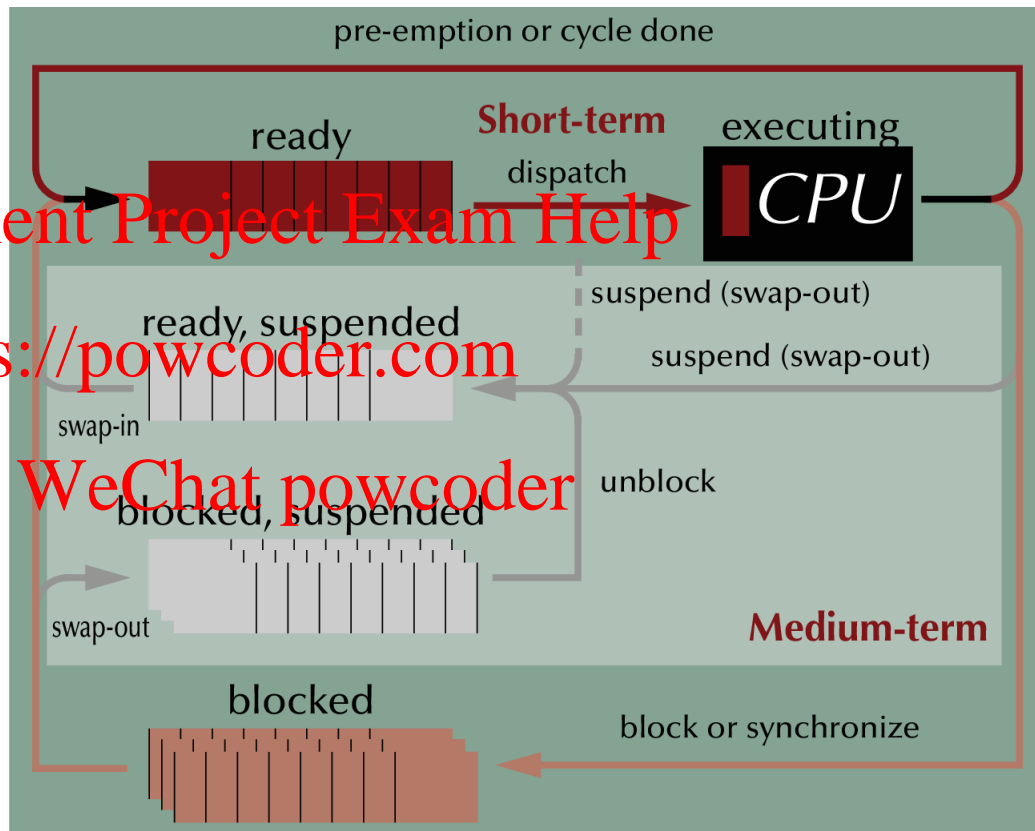 pre-emption or cycle done
Short-term
executing
ready
dispatch
CPU
ent Project Exam Help
suspend (swap-out)
ready, suspended
s://powcoder.com
suspend (swap-out)
swap-in
WeChat powcoder
unblock
blocked, suspended
swap-out
Medium-term
blocked
block or synchronize